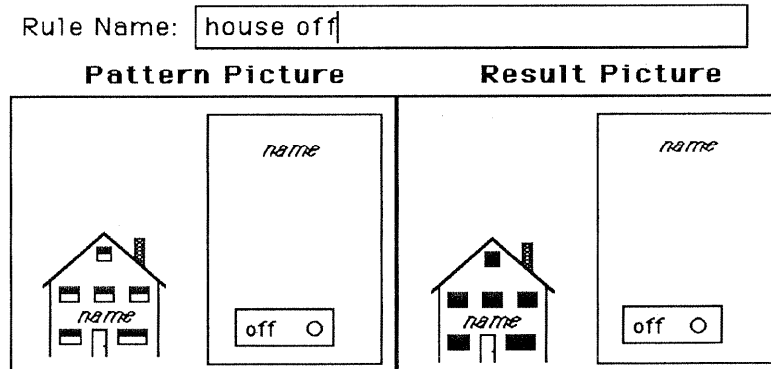 Rule Name: house off
Pattern Picture Result Picture
name name
name name
off off